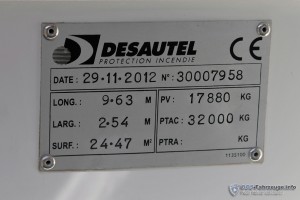 DESAUTEL
PROTECTION INCENDIE
CE
DATE: 29·11·2012 N°: 30007958
LONG.: 9·63 M PV: 17880 KG
LARG.: 2·54 M PTAC: 32000 KG
SURF.: 24·47 M² PTRA: KG